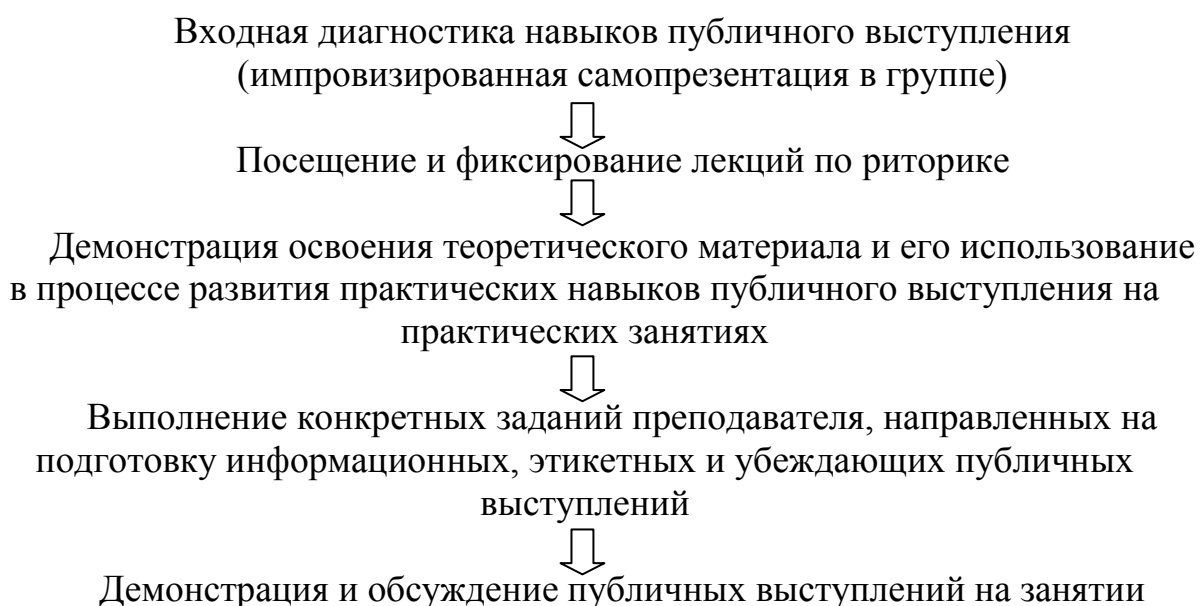 Входная диагностика навыков публичного выступления
(импровизированная самопрезентация в группе)
Посещение и фиксирование лекций по риторике
Демонстрация освоения теоретического материала и его использование
в процессе развития практических навыков публичного выступления на
практических занятиях
Выполнение конкретных заданий преподавателя, направленных на
подготовку информационных, этикетных и убеждающих публичных
выступлений
Демонстрация и обсуждение публичных выступлений на занятии